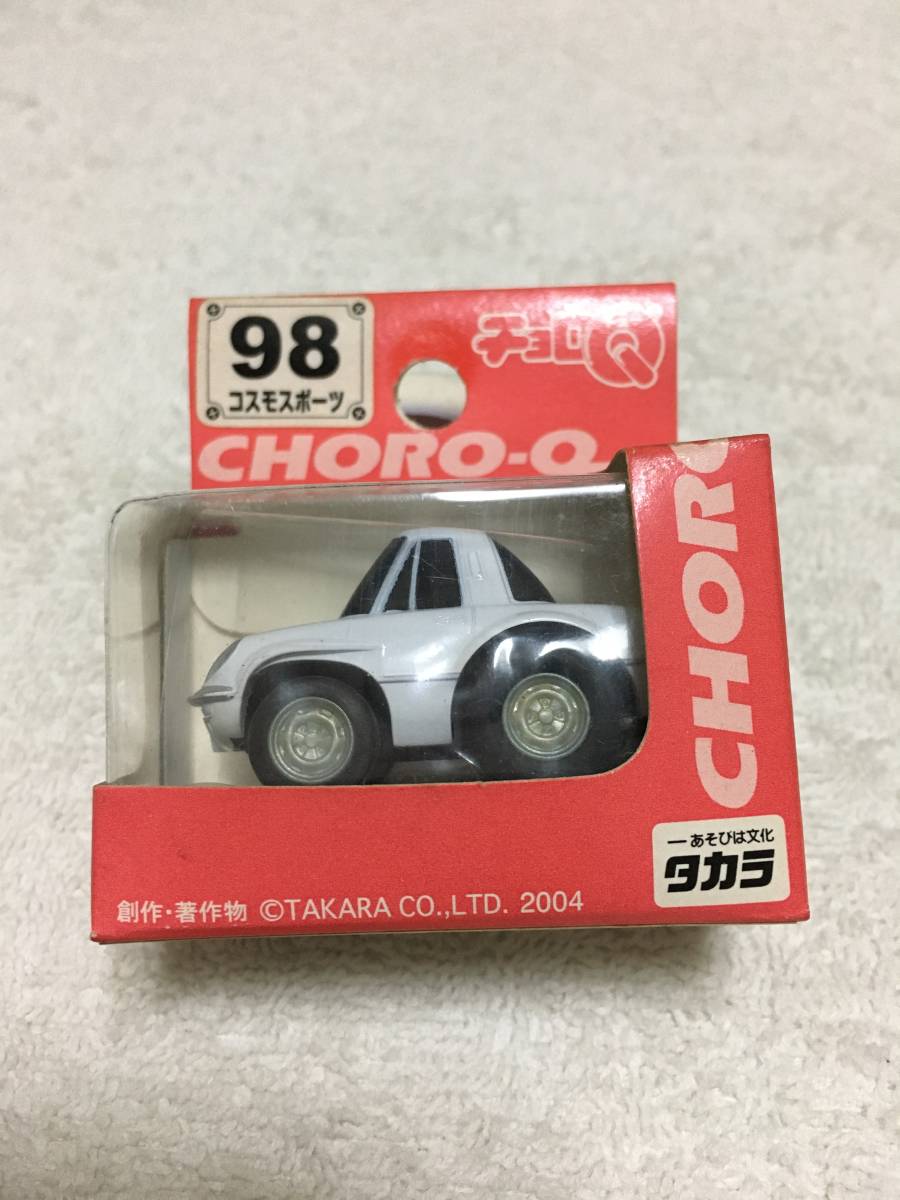 98
コスモスポーツ
チョロQ
CHORO-Q
CHORO
一あそびは文化
タカラ
創作・著作物 ©TAKARA CO.,LTD. 2004